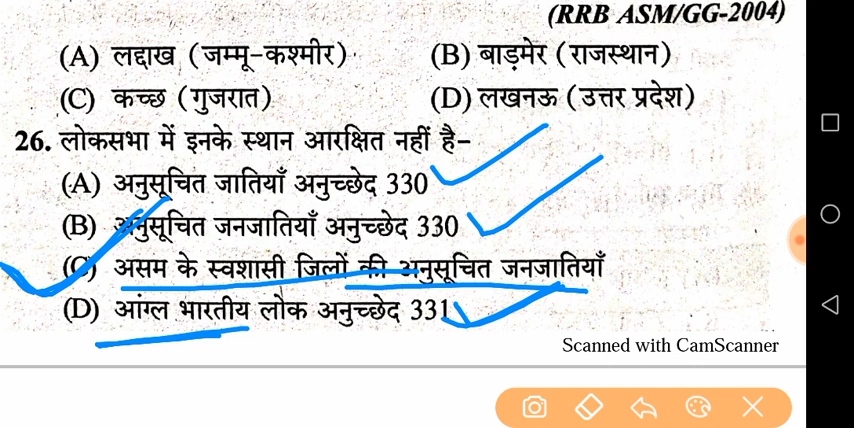 (RRB ASM/GG-2004)
(A) लद्दाख (जम्मू-कश्मीर) (B) बाड़मेर (राजस्थान)
(C) कच्छ (गुजरात) (D) लखनऊ (उत्तर प्रदेश)
26. लोकसभा में इनके स्थान आरक्षित नहीं है-
(A) अनुसूचित जातियाँ अनुच्छेद 330
(B) अनुसूचित जनजातियाँ अनुच्छेद 330
(C) असम के स्वशासी जिलों की अनुसूचित जनजातियाँ
(D) आंग्ल भारतीय लोक अनुच्छेद 331
Scanned with CamScanner